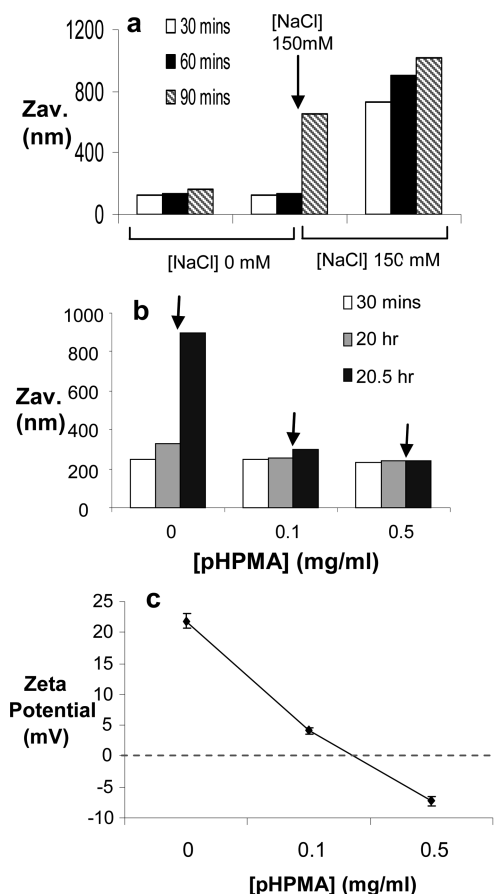 a
30 mins
60 mins
90 mins
[NaCl]
150mM
1200
800
400
0
Zav.
(nm)
[NaCl] 0 mM
[NaCl] 150 mM
b
30 mins
20 hr
20.5 hr
1000
800
600
400
200
0
Zav.
(nm)
0 0.1 0.5
[pHPMA] (mg/ml)
c
25
20
15
10
5
0
-5
-10
Zeta
Potential
(mV)
0 0.1 0.5
[pHPMA] (mg/ml)